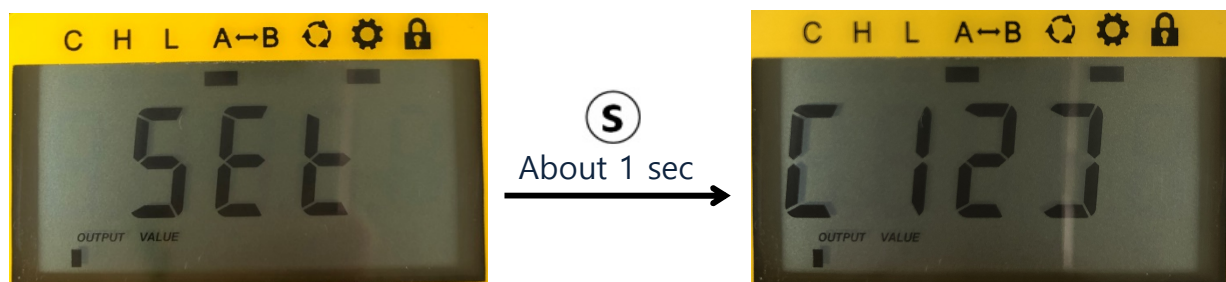 C H L A↔B
SEt
OUTPUT VALUE
S
About 1 sec
C H L A↔B
[12]
OUTPUT VALUE